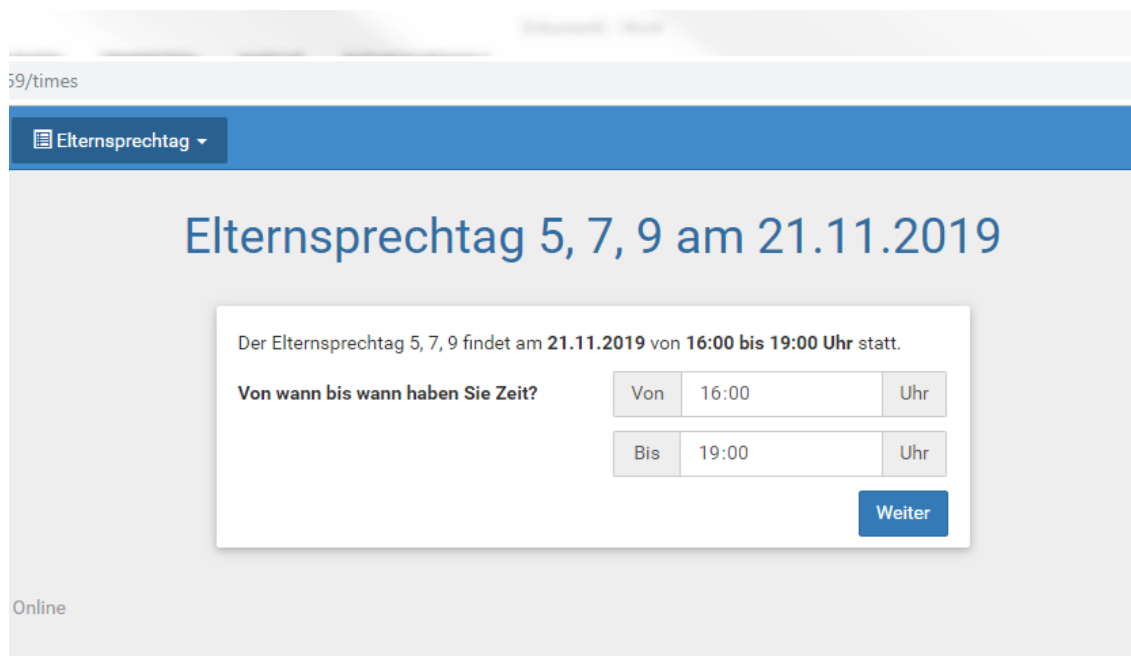 59/times
Elternsprechtag
Elternsprechtag 5, 7, 9 am 21.11.2019
Der Elternsprechtag 5, 7, 9 findet am 21.11.2019 von 16:00 bis 19:00 Uhr statt.
Von wann bis wann haben Sie Zeit? Von 16:00 Uhr
Bis 19:00 Uhr
Weiter
Online